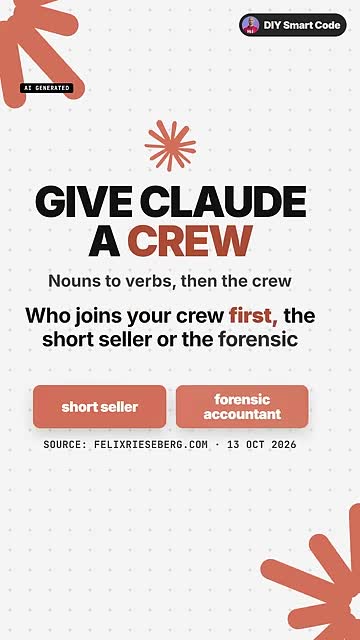 DIY Smart Code
AI GENERATED
GIVE CLAUDE
A CREW
Nouns to verbs, then the crew
Who joins your crew first, the
short seller or the forensic
short seller
forensic
accountant
SOURCE: FELIXRIESEBERG.COM · 13 OCT 2026